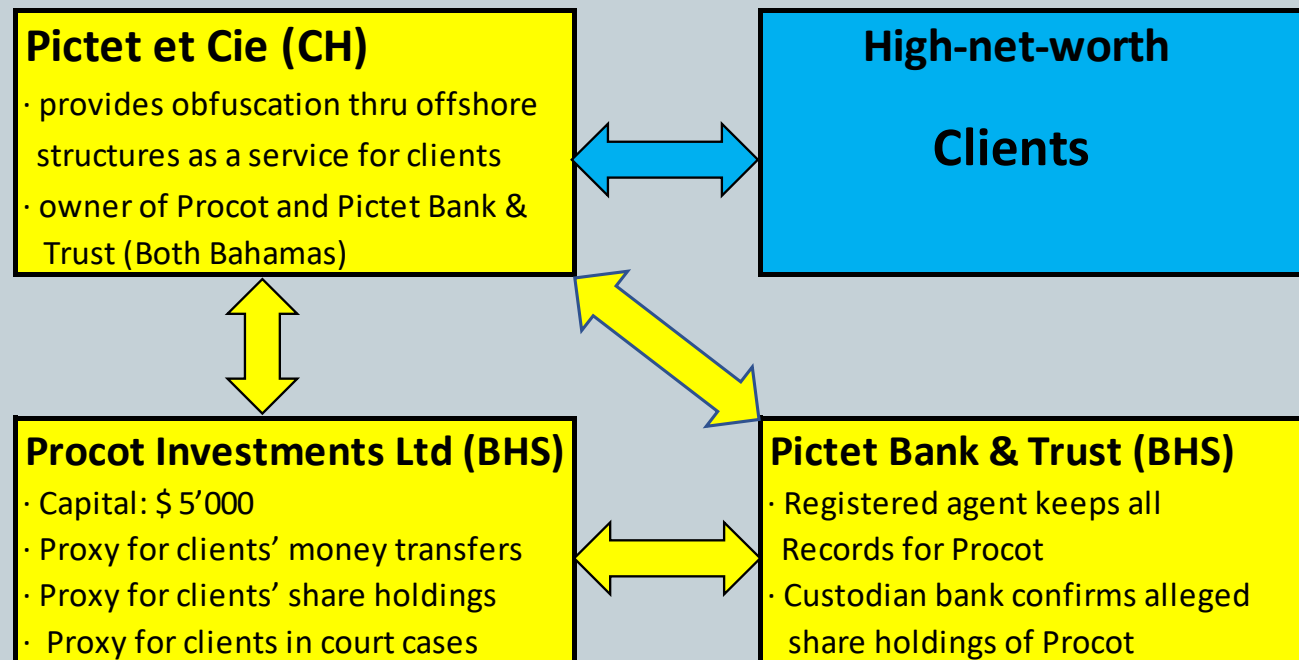 Pictet et Cie (CH)
· provides obfuscation thru offshore
structures as a service for clients
· owner of Procot and Pictet Bank &
Trust (Both Bahamas)
High-net-worth
Clients
Procot Investments Ltd (BHS)
· Capital: $ 5’000
· Proxy for clients’ money transfers
· Proxy for clients’ share holdings
· Proxy for clients in court cases
Pictet Bank & Trust (BHS)
· Registered agent keeps all
Records for Procot
· Custodian bank confirms alleged
share holdings of Procot